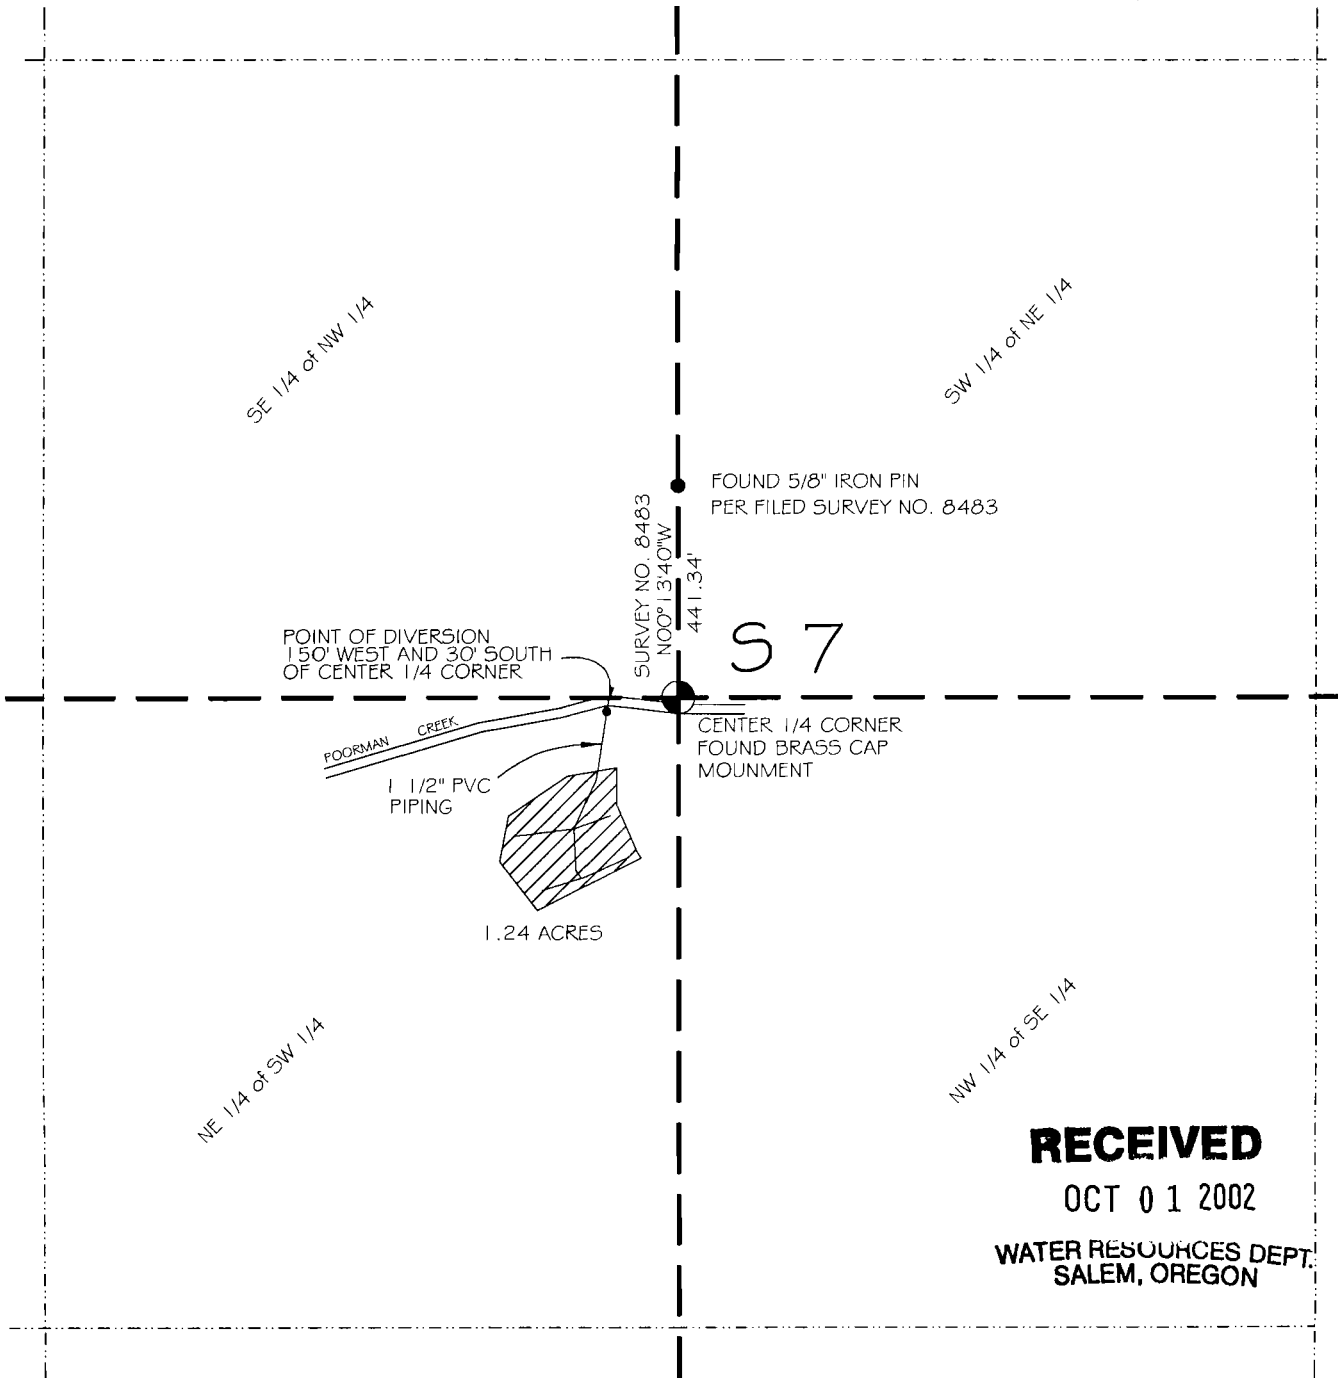 SE 1/4 of NW 1/4
SW 1/4 of NE 1/4
FOUND 5/8" IRON PIN
PER FILED SURVEY NO. 8483
SURVEY NO. 8483
N00°13'40"W
441.34'
S 7
POINT OF DIVERSION
150' WEST AND 30' SOUTH
OF CENTER 1/4 CORNER
CENTER 1/4 CORNER
FOUND BRASS CAP
MOUNMENT
POORMAN CREEK
1 1/2" PVC
PIPING
1.24 ACRES
NE 1/4 of SW 1/4
NW 1/4 of SE 1/4
RECEIVED
OCT 01 2002
WATER RESOURCES DEPT.
SALEM, OREGON